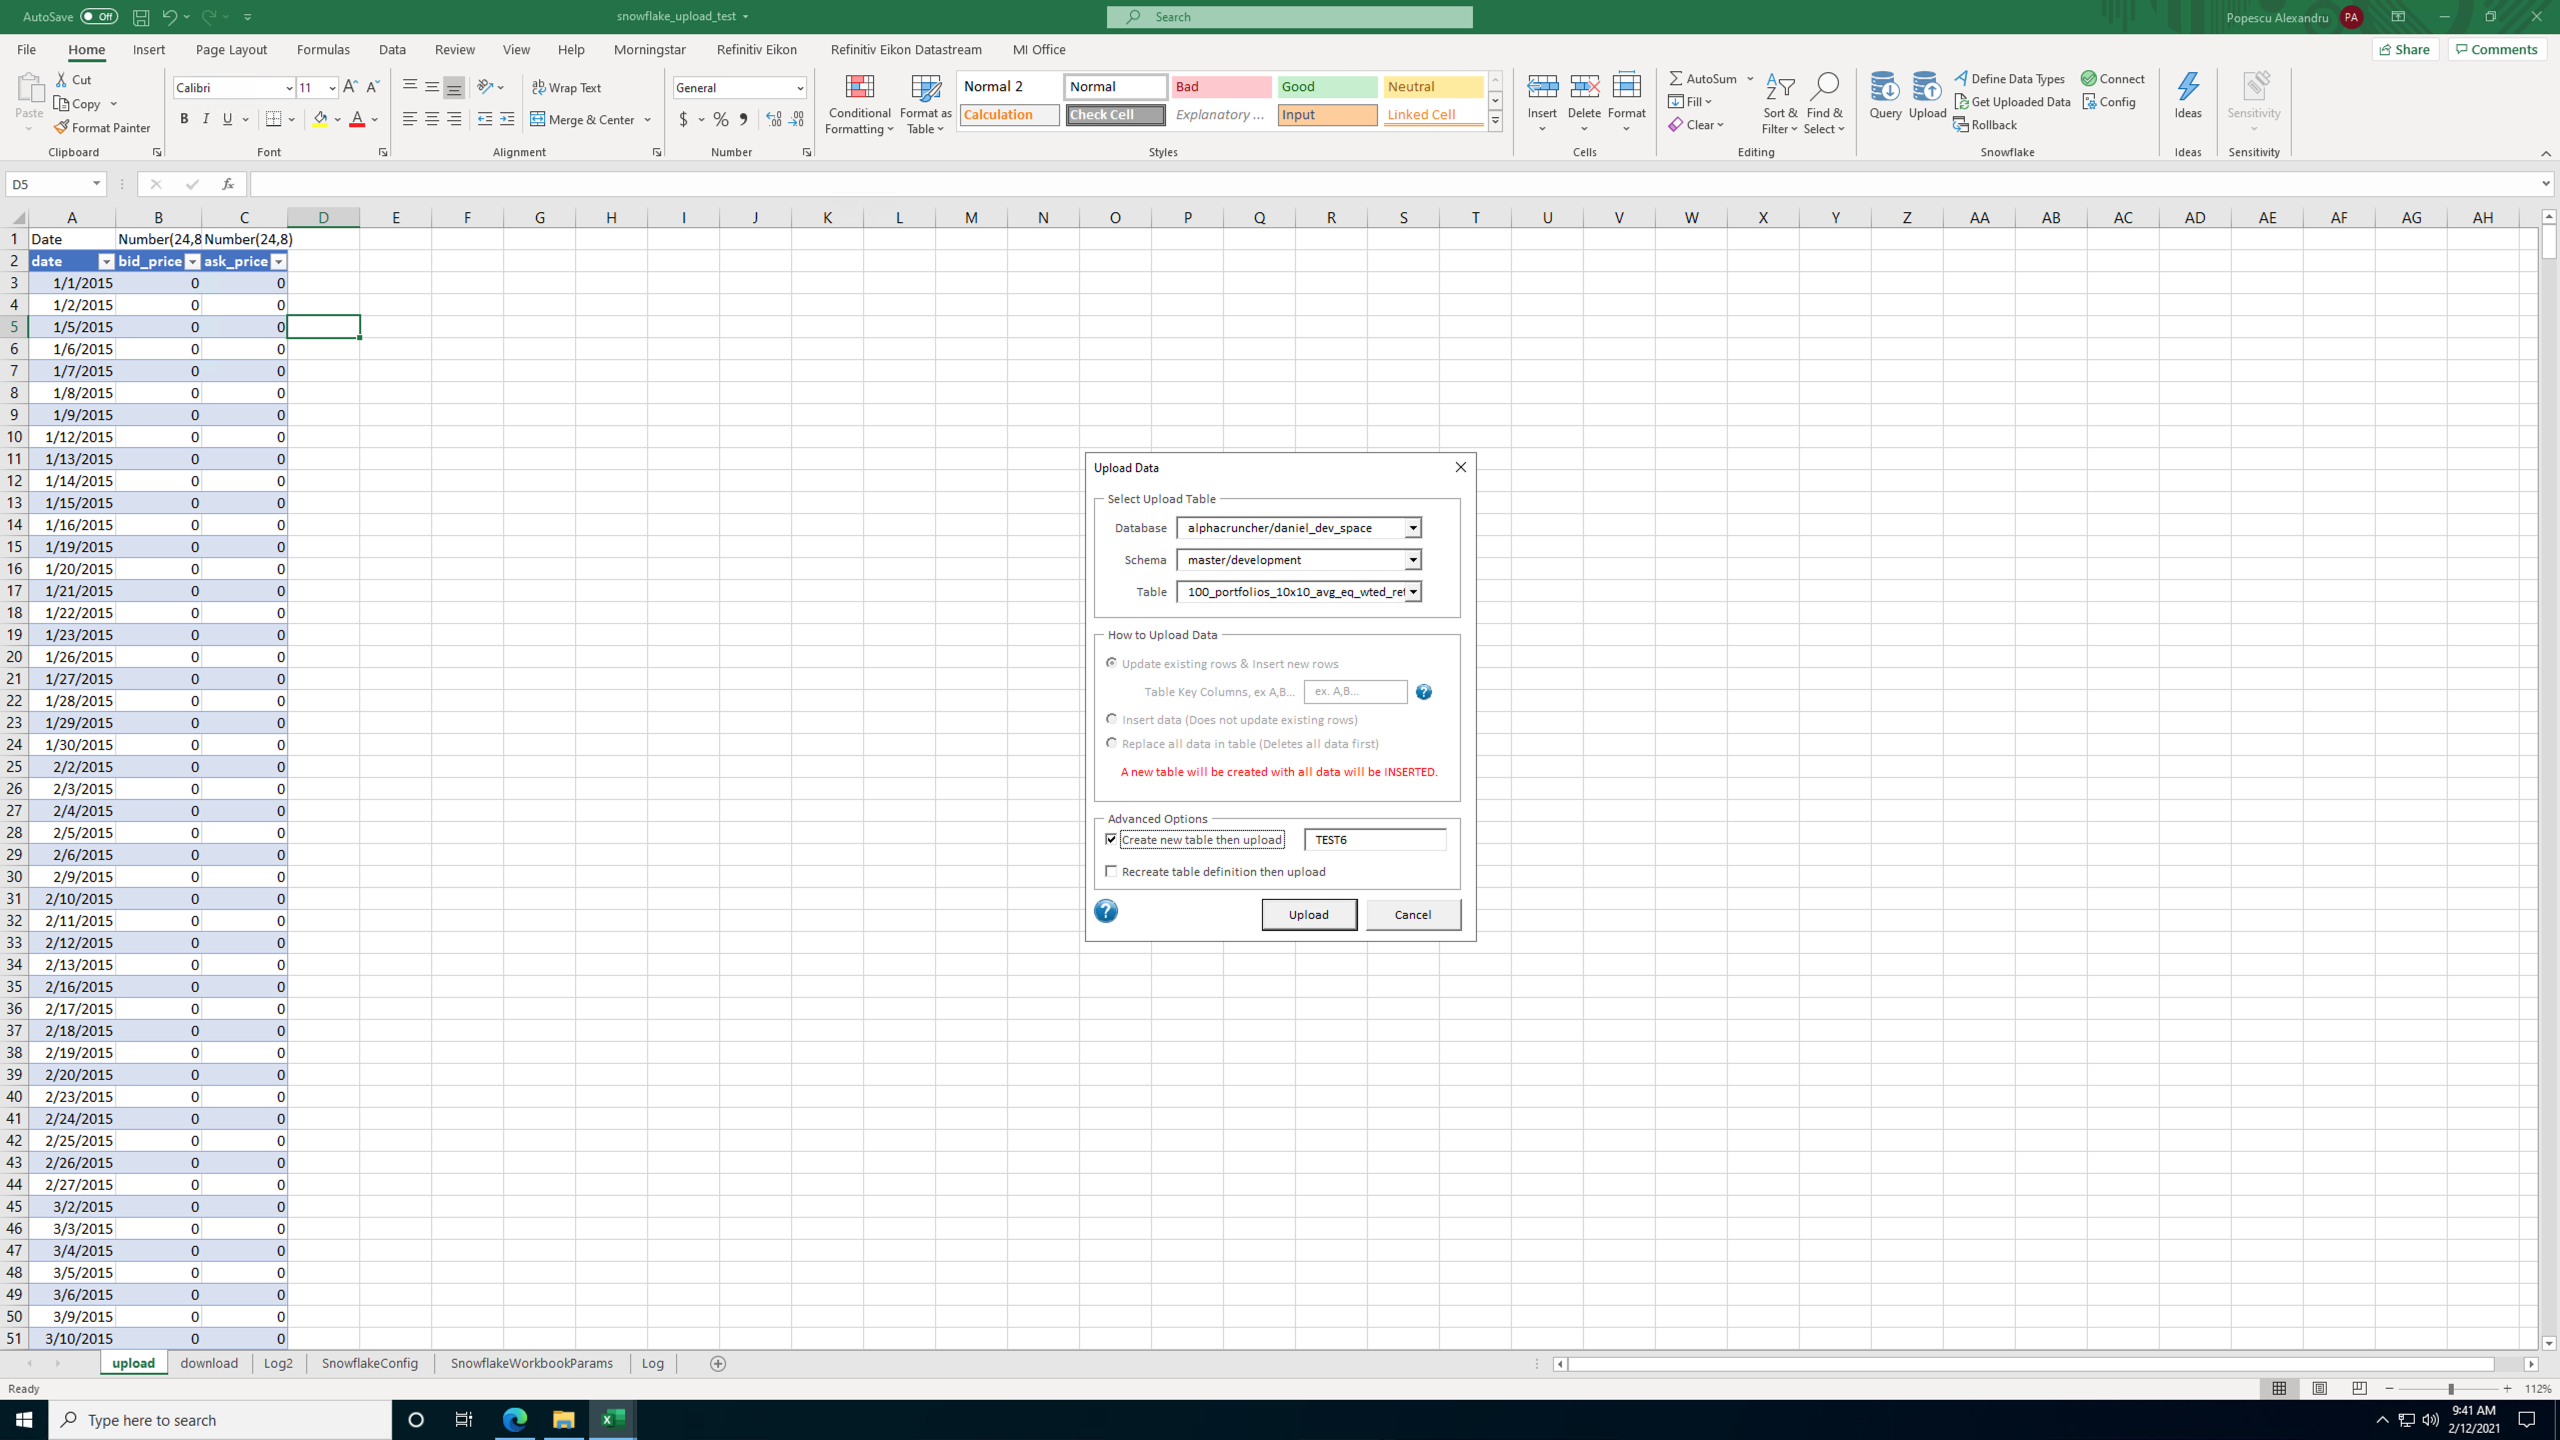 AutoSave Off snowflake_upload_test Search Popescu Alexandru PA
File Home Insert Page Layout Formulas Data Review View Help Morningstar Refinitiv Eikon Refinitiv Eikon Datastream MI Office Share Comments
Paste Cut Copy Format Painter Clipboard
Calibri 11 B I U Font
Wrap Text Merge & Center Alignment
General $ % Number
Conditional Formatting Format as Table
Normal 2 Normal Bad Good Neutral
Calculation Check Cell Explanatory ... Input Linked Cell
Styles
Insert Delete Format Cells
AutoSum Fill Clear Sort & Filter Find & Select Editing
Query Upload Define Data Types Get Uploaded Data Rollback Connect Config Snowflake
Ideas Ideas
Sensitivity Sensitivity
D5 fx
A B C D E F G H I J K L M N O P Q R S T U V W X Y Z AA AB AC AD AE AF AG AH
1 Date Number(24,8 Number(24,8)
2 date bid_price ask_price
3 1/1/2015 0 0
4 1/2/2015 0 0
5 1/5/2015 0 0
6 1/6/2015 0 0
7 1/7/2015 0 0
8 1/8/2015 0 0
9 1/9/2015 0 0
10 1/12/2015 0 0
11 1/13/2015 0 0
12 1/14/2015 0 0
13 1/15/2015 0 0
14 1/16/2015 0 0
15 1/19/2015 0 0
16 1/20/2015 0 0
17 1/21/2015 0 0
18 1/22/2015 0 0
19 1/23/2015 0 0
20 1/26/2015 0 0
21 1/27/2015 0 0
22 1/28/2015 0 0
23 1/29/2015 0 0
24 1/30/2015 0 0
25 2/2/2015 0 0
26 2/3/2015 0 0
27 2/4/2015 0 0
28 2/5/2015 0 0
29 2/6/2015 0 0
30 2/9/2015 0 0
31 2/10/2015 0 0
32 2/11/2015 0 0
33 2/12/2015 0 0
34 2/13/2015 0 0
35 2/16/2015 0 0
36 2/17/2015 0 0
37 2/18/2015 0 0
38 2/19/2015 0 0
39 2/20/2015 0 0
40 2/23/2015 0 0
41 2/24/2015 0 0
42 2/25/2015 0 0
43 2/26/2015 0 0
44 2/27/2015 0 0
45 3/2/2015 0 0
46 3/3/2015 0 0
47 3/4/2015 0 0
48 3/5/2015 0 0
49 3/6/2015 0 0
50 3/9/2015 0 0
51 3/10/2015 0 0
Upload Data
Select Upload Table
Database alphacruncher/daniel_dev_space
Schema master/development
Table 100_portfolios_10x10_avg_eq_wted_ret
How to Upload Data
Update existing rows & Insert new rows
Table Key Columns, ex A,B... ex. A,B... ?
Insert data (Does not update existing rows)
Replace all data in table (Deletes all data first)
A new table will be created with all data will be INSERTED.
Advanced Options
Create new table then upload TEST6
Recreate table definition then upload
? Upload Cancel
upload download Log2 SnowflakeConfig SnowflakeWorkbookParams Log
Ready 112%
Type here to search 9:41 AM
2/12/2021